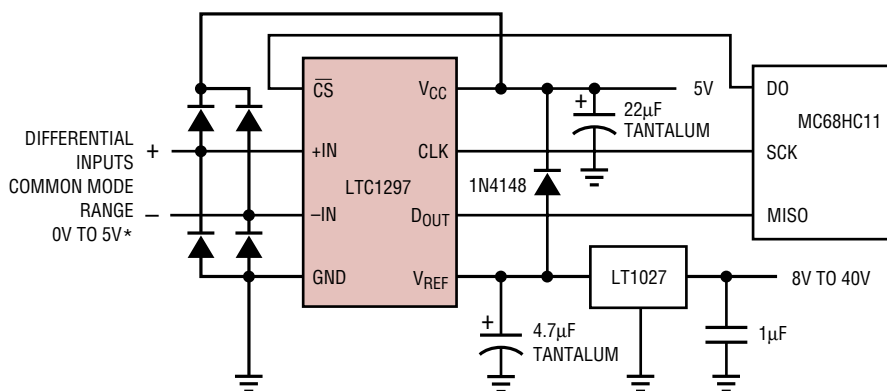 DIFFERENTIAL
INPUTS
COMMON MODE
RANGE
0V TO 5V*
+
–
C̅S̅
+IN
–IN
GND
LTC1297
VCC
CLK
DOUT
VREF
1N4148
+
22µF
TANTALUM
5V
DO
MC68HC11
SCK
MISO
+
4.7µF
TANTALUM
LT1027
8V TO 40V
1µF